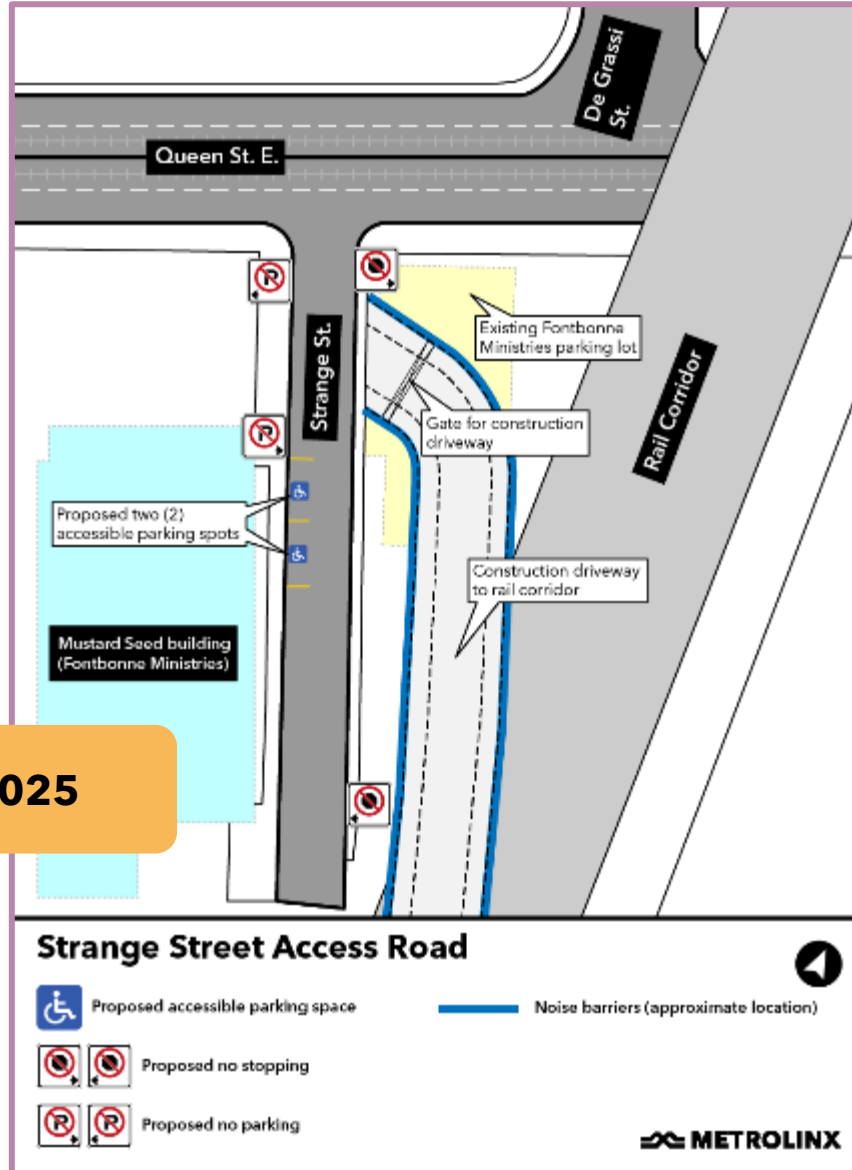 De Grassi
St.
Queen St. E.
Strange St.
Existing Fontbonne
Ministries parking lot
Rail Corridor
Gate for construction
driveway
Proposed two (2)
accessible parking spots
Construction driveway
to rail corridor
Mustard Seed building
(Fontbonne Ministries)
025
Strange Street Access Road
Proposed accessible parking space
Noise barriers (approximate location)
Proposed no stopping
Proposed no parking
METROLINX